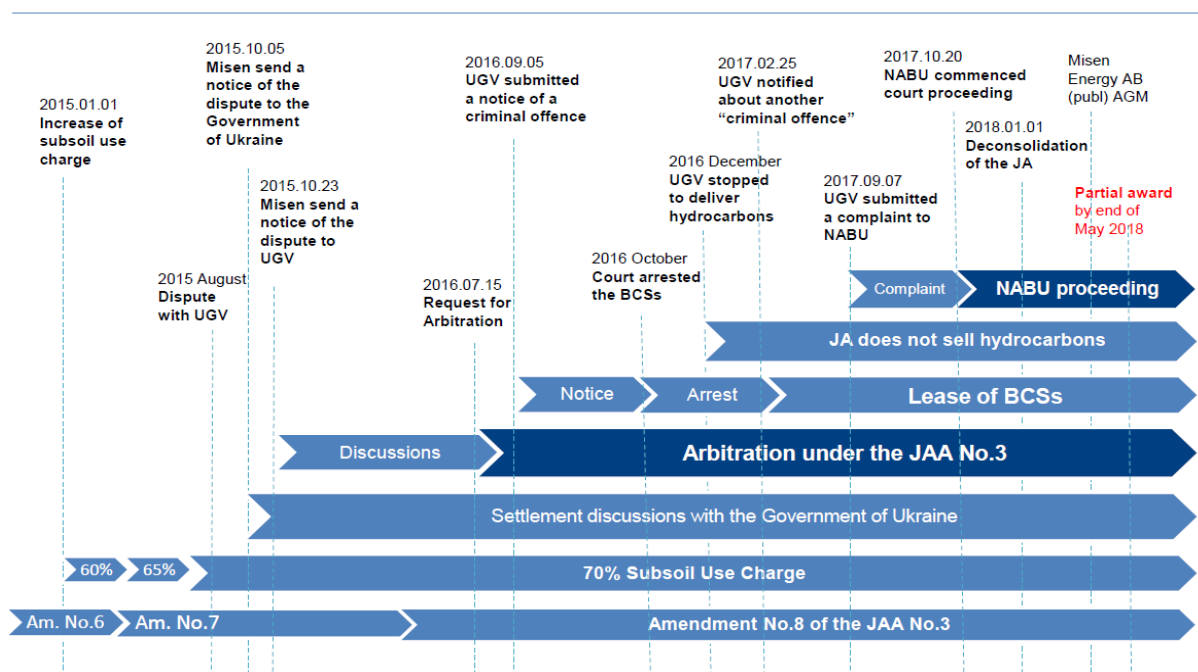 2015.01.01
Increase of
subsoil use
charge
2015.10.05
Misen send a
notice of the
dispute to the
Government
of Ukraine
2015.10.23
Misen send a
notice of the
dispute to
UGV
2015 August
Dispute
with UGV
2016.09.05
UGV submitted
a notice of a
criminal offence
2016.07.15
Request for
Arbitration
2016 October
Court arrested
the BCSs
2017.02.25
UGV notified
about another
“criminal offence”
2016 December
UGV stopped
to deliver
hydrocarbons
2017.09.07
UGV submitted
a complaint to
NABU
2017.10.20
NABU commenced
court proceeding
2018.01.01
Deconsolidation
of the JA
Misen
Energy AB
(publ) AGM
Partial award
by end of
May 2018
Complaint
NABU proceeding
JA does not sell hydrocarbons
Notice
Arrest
Lease of BCSs
Discussions
Arbitration under the JAA No.3
Settlement discussions with the Government of Ukraine
60%
65%
70% Subsoil Use Charge
Am. No.6
Am. No.7
Amendment No.8 of the JAA No.3